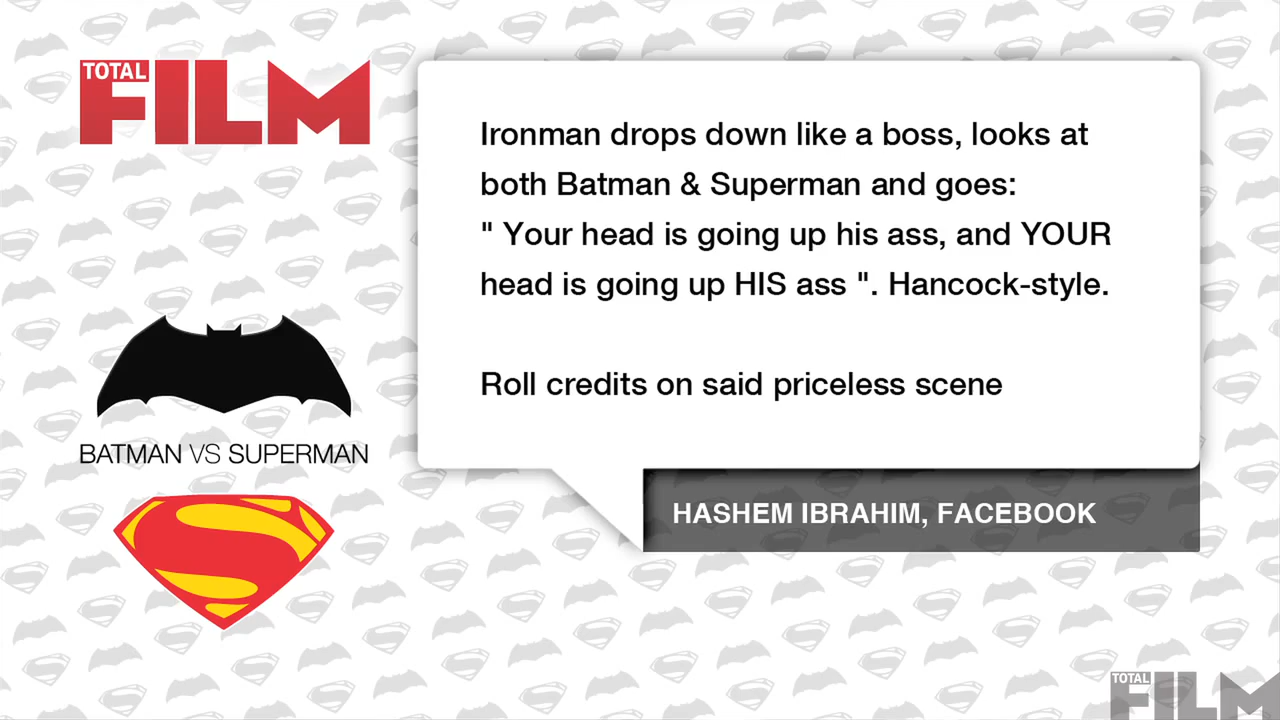 TOTAL
FILM
Ironman drops down like a boss, looks at
both Batman & Superman and goes:
" Your head is going up his ass, and YOUR
head is going up HIS ass ". Hancock-style.
Roll credits on said priceless scene
BATMAN VS SUPERMAN
HASHEM IBRAHIM, FACEBOOK
TOTAL
FILM